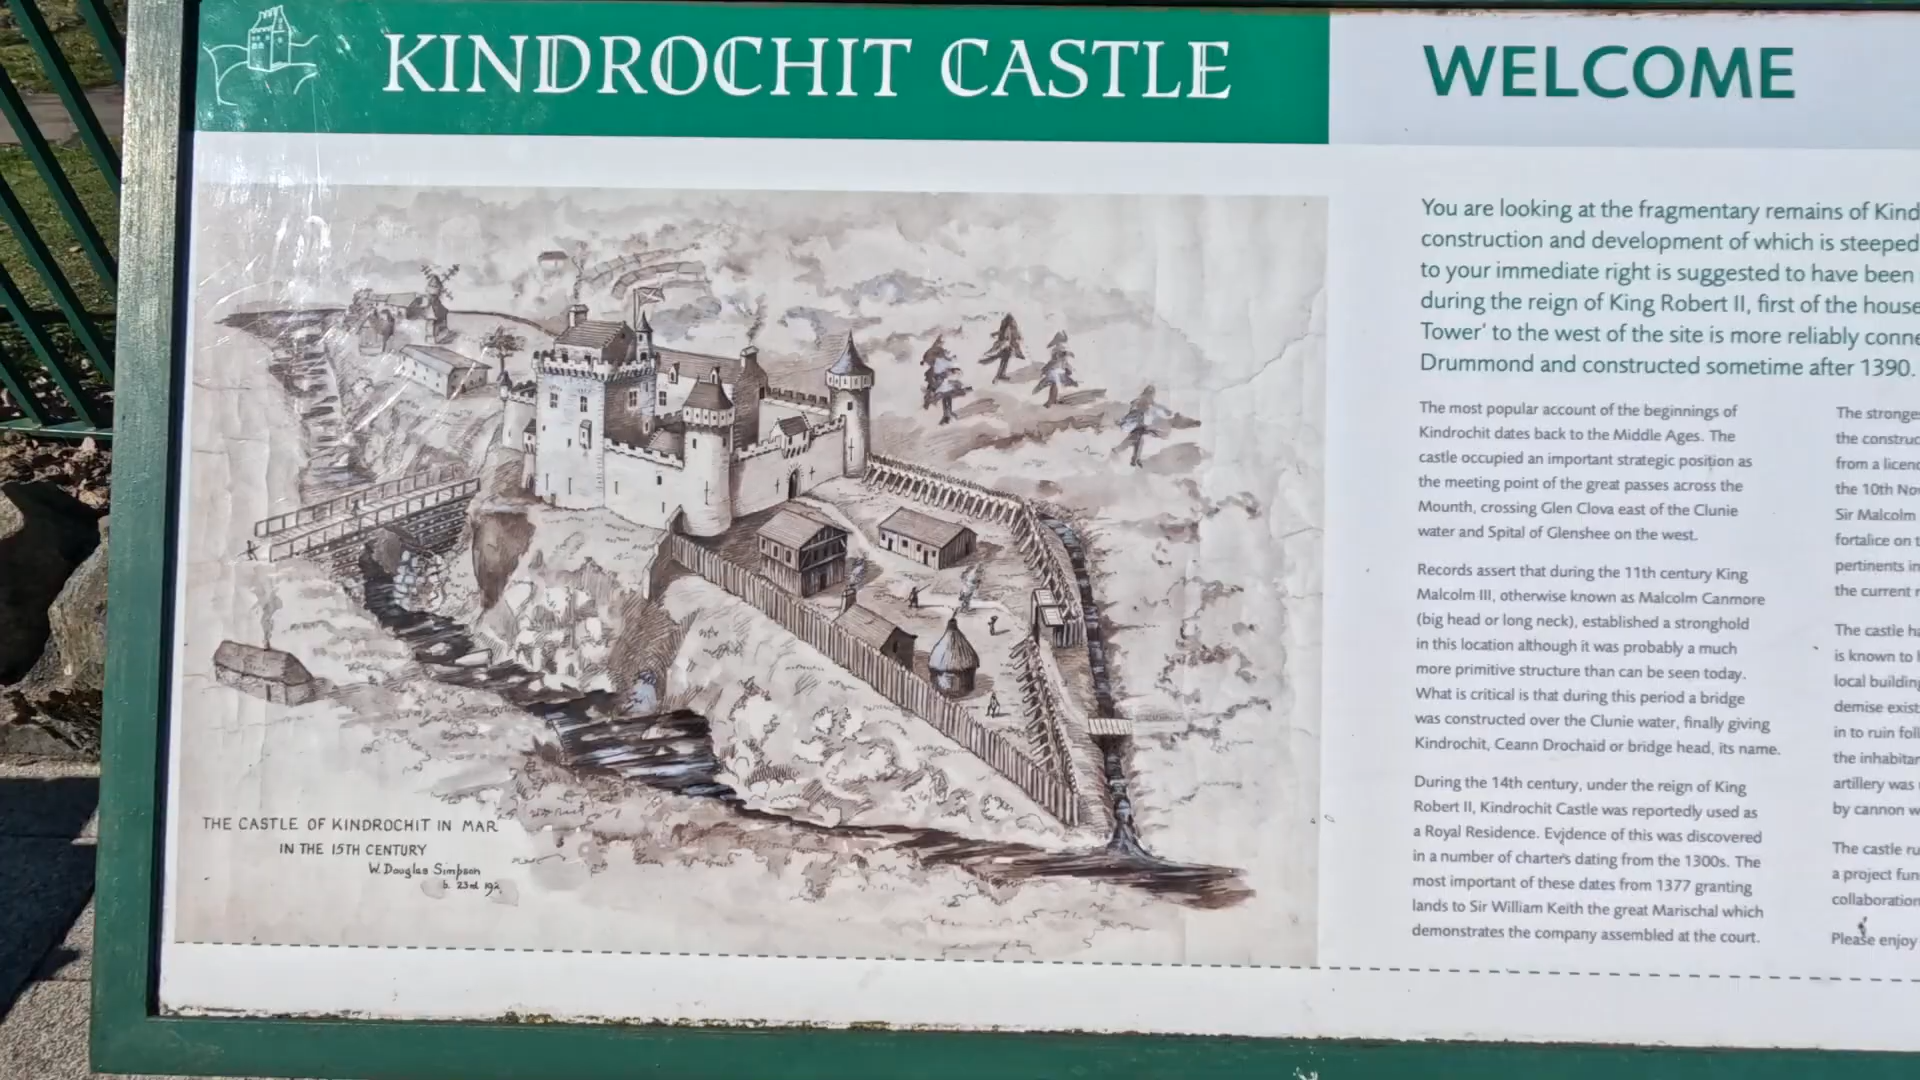 KINDROCHIT CASTLE
WELCOME
You are looking at the fragmentary remains of Kind
construction and development of which is steeped
to your immediate right is suggested to have been
during the reign of King Robert II, first of the house
Tower' to the west of the site is more reliably conne
Drummond and constructed sometime after 1390.
The most popular account of the beginnings of
Kindrochit dates back to the Middle Ages. The
castle occupied an important strategic position as
the meeting point of the great passes across the
Mounth, crossing Glen Clova east of the Clunie
water and Spital of Glenshee on the west.
Records assert that during the 11th century King
Malcolm III, otherwise known as Malcolm Canmore
(big head or long neck), established a stronghold
in this location although it was probably a much
more primitive structure than can be seen today.
What is critical is that during this period a bridge
was constructed over the Clunie water, finally giving
Kindrochit, Ceann Drochaid or bridge head, its name.
During the 14th century, under the reign of King
Robert II, Kindrochit Castle was reportedly used as
a Royal Residence. Evidence of this was discovered
in a number of charters dating from the 1300s. The
most important of these dates from 1377 granting
lands to Sir William Keith the great Marischal which
demonstrates the company assembled at the court.
The stronges
the construc
from a licenc
the 10th Nov
Sir Malcolm
fortalice on t
pertinents in
the current r
The castle ha
is known to
local building
demise exist
in to ruin foll
the inhabitan
artillery was
by cannon w
The castle ru
a project fun
collaboration
Please enjoy
THE CASTLE OF KINDROCHIT IN MAR
IN THE 15TH CENTURY
W. Douglas Simpson